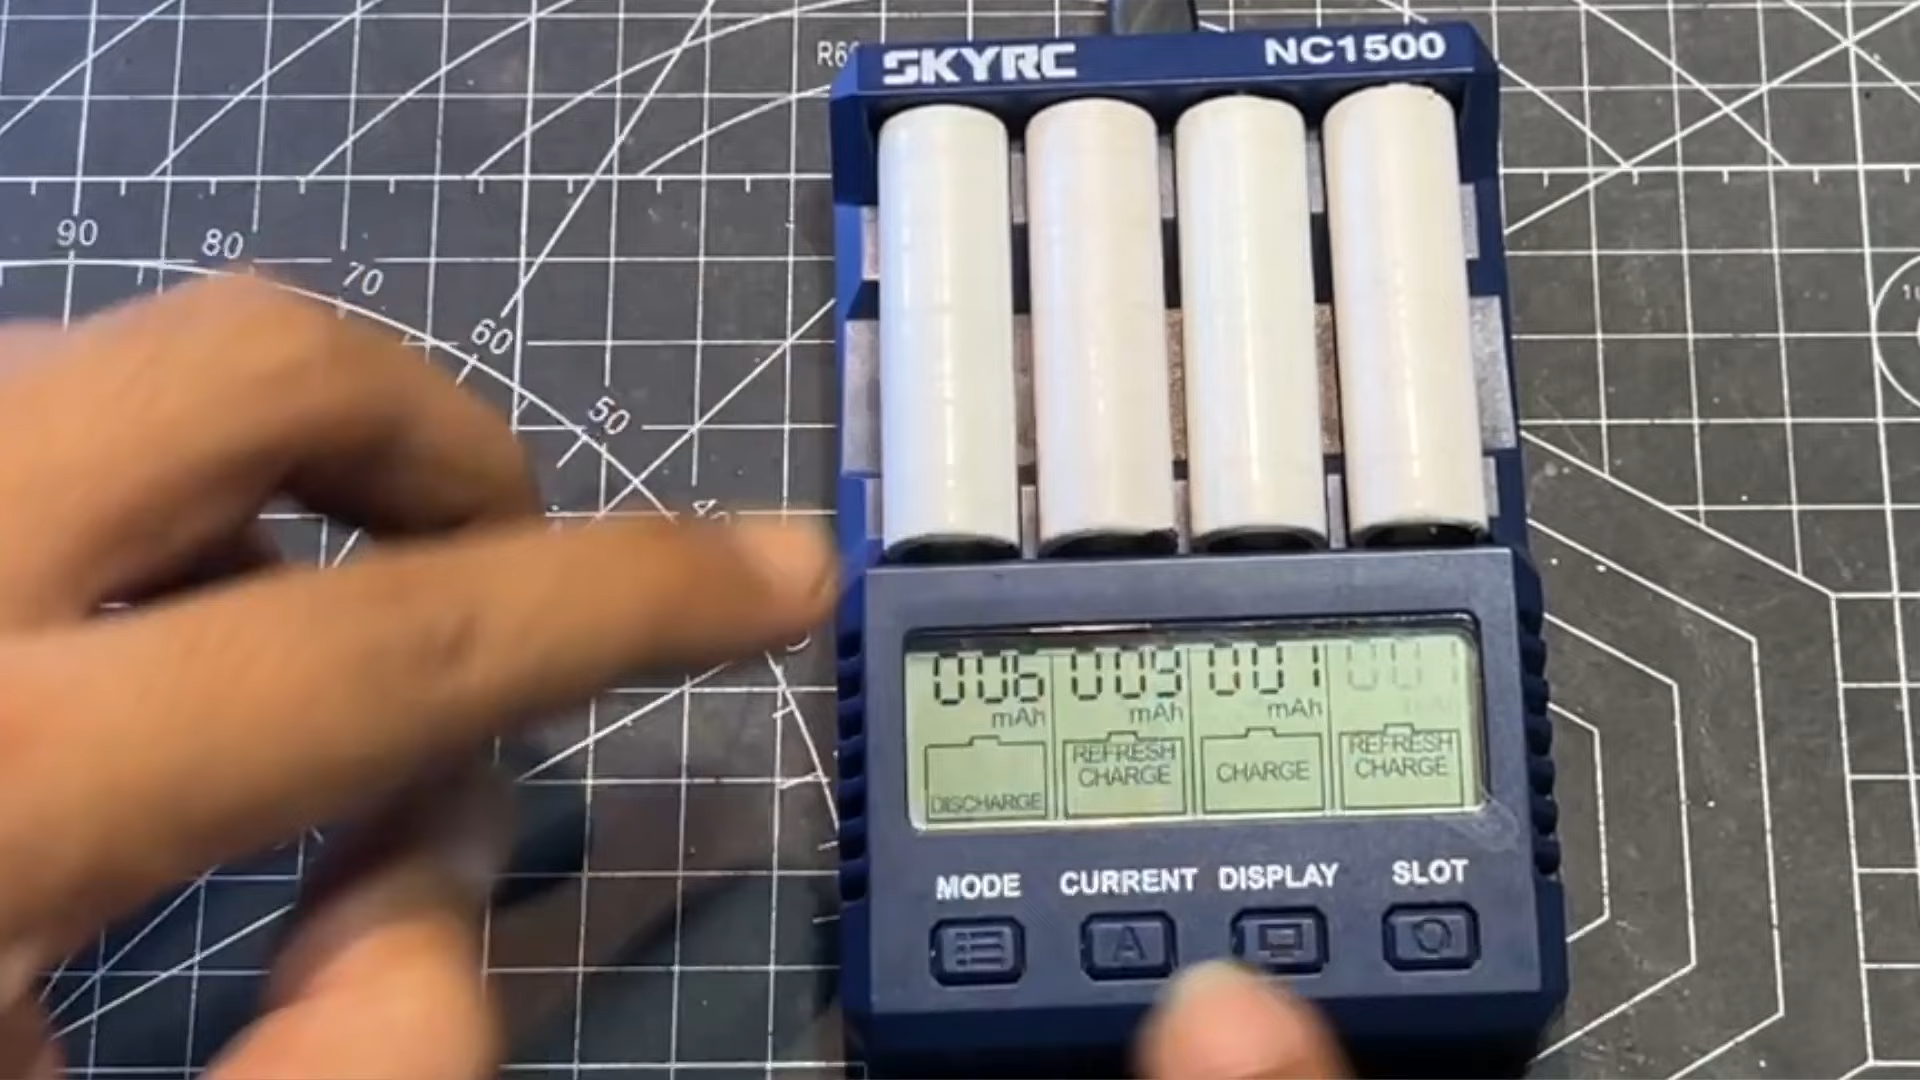 SKYRC NC1500
90
80
70
60
50
006 009 001 001
mAh mAh mAh
DISCHARGE
REFRESH
CHARGE
CHARGE
REFRESH
CHARGE
MODE CURRENT DISPLAY SLOT
A